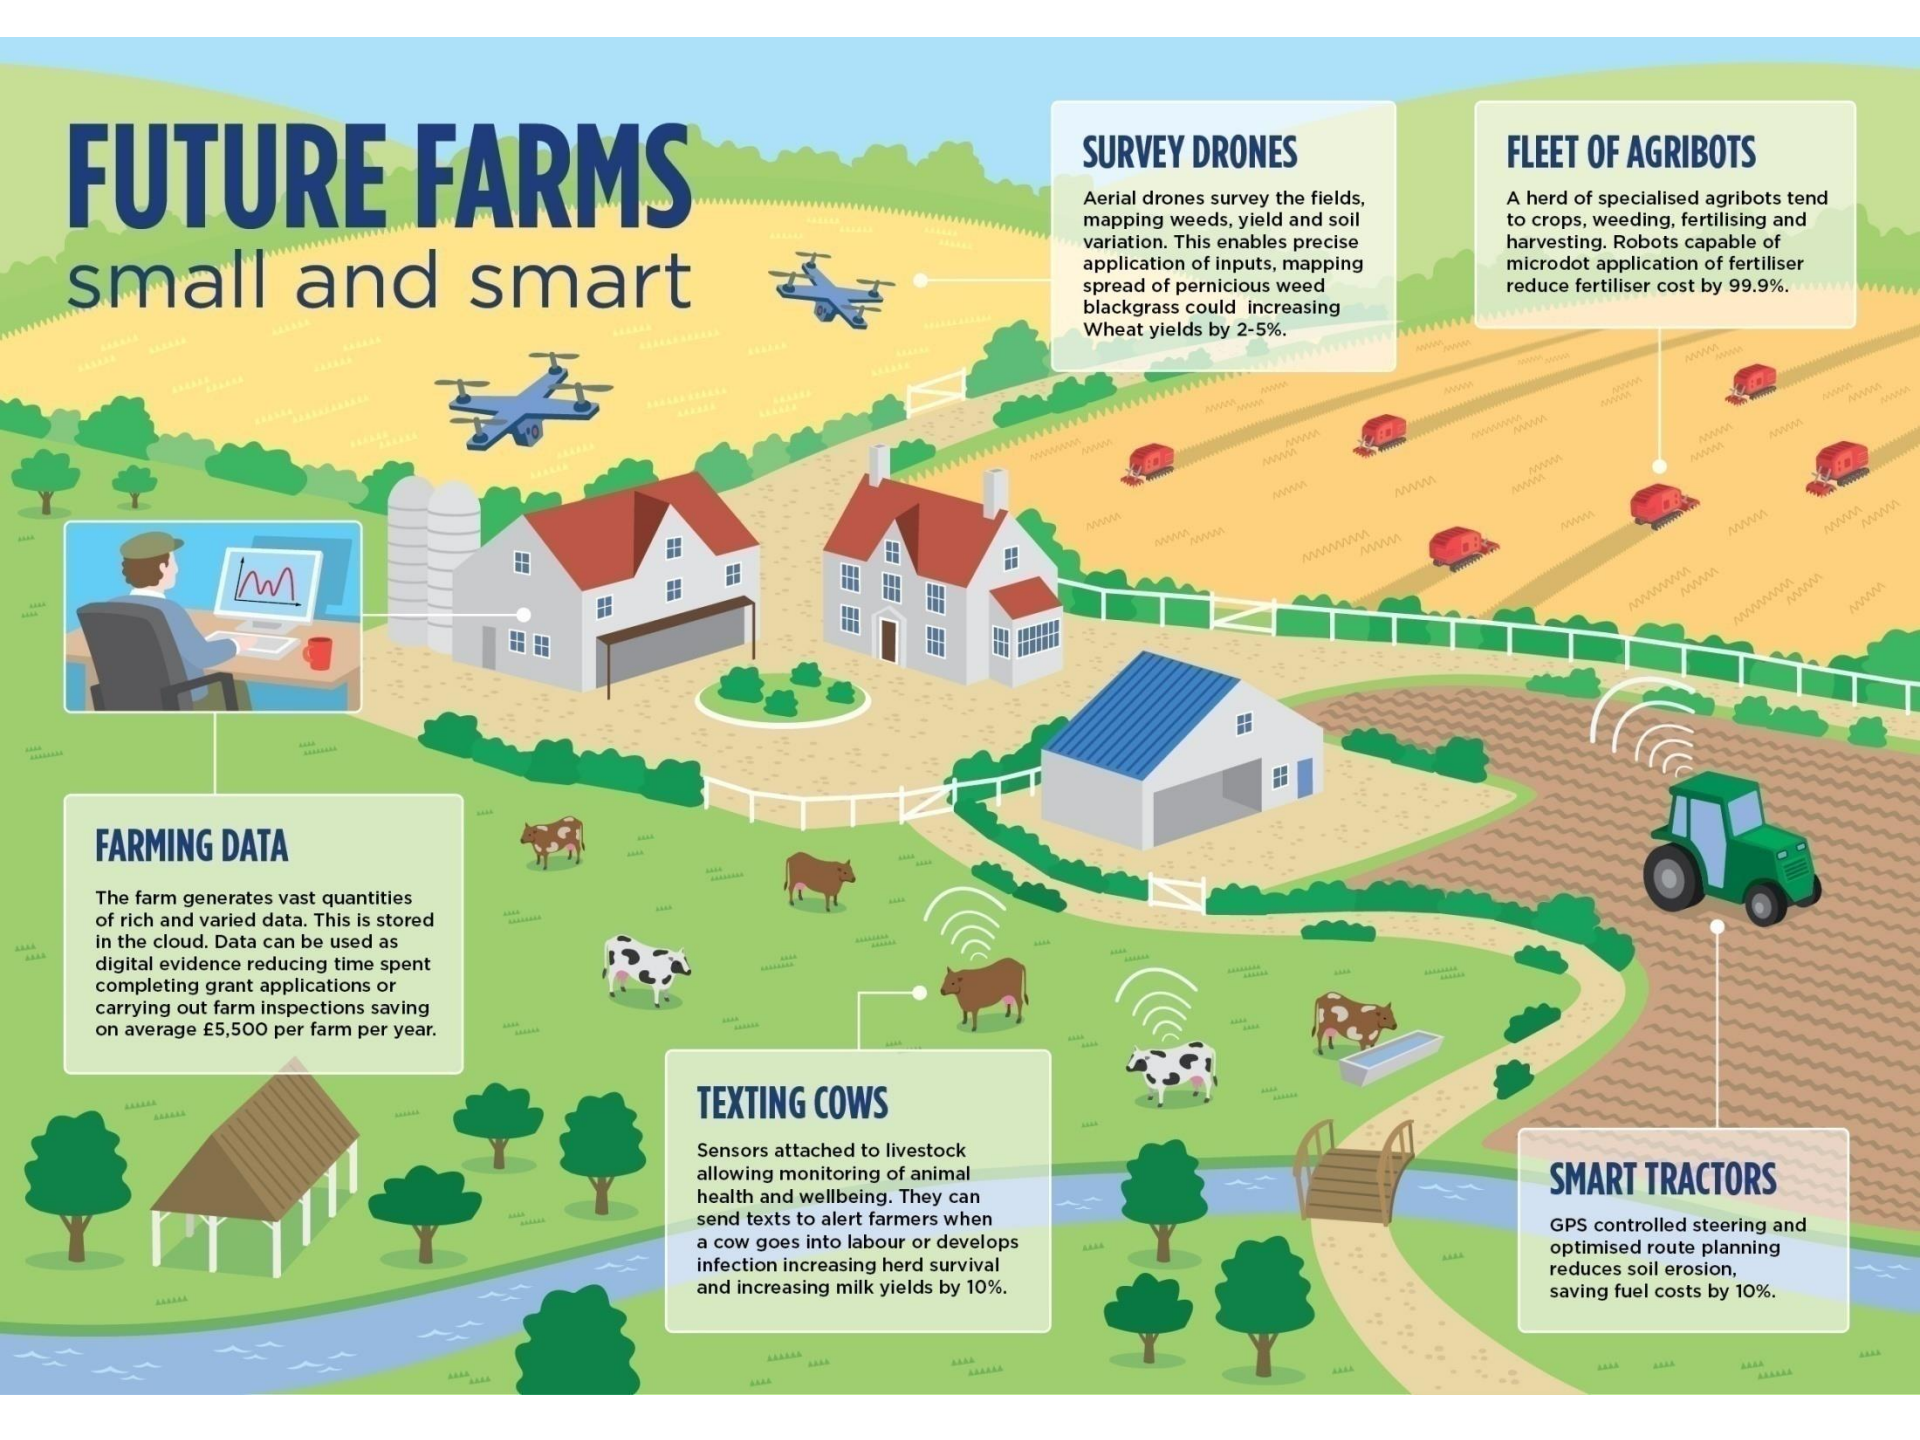 FUTURE FARMS
small and smart
SURVEY DRONES
Aerial drones survey the fields,
mapping weeds, yield and soil
variation. This enables precise
application of inputs, mapping
spread of pernicious weed
blackgrass could increasing
Wheat yields by 2-5%.
FLEET OF AGRIBOTS
A herd of specialised agribots tend
to crops, weeding, fertilising and
harvesting. Robots capable of
microdot application of fertiliser
reduce fertiliser cost by 99.9%.
FARMING DATA
The farm generates vast quantities
of rich and varied data. This is stored
in the cloud. Data can be used as
digital evidence reducing time spent
completing grant applications or
carrying out farm inspections saving
on average £5,500 per farm per year.
TEXTING COWS
Sensors attached to livestock
allowing monitoring of animal
health and wellbeing. They can
send texts to alert farmers when
a cow goes into labour or develops
infection increasing herd survival
and increasing milk yields by 10%.
SMART TRACTORS
GPS controlled steering and
optimised route planning
reduces soil erosion,
saving fuel costs by 10%.